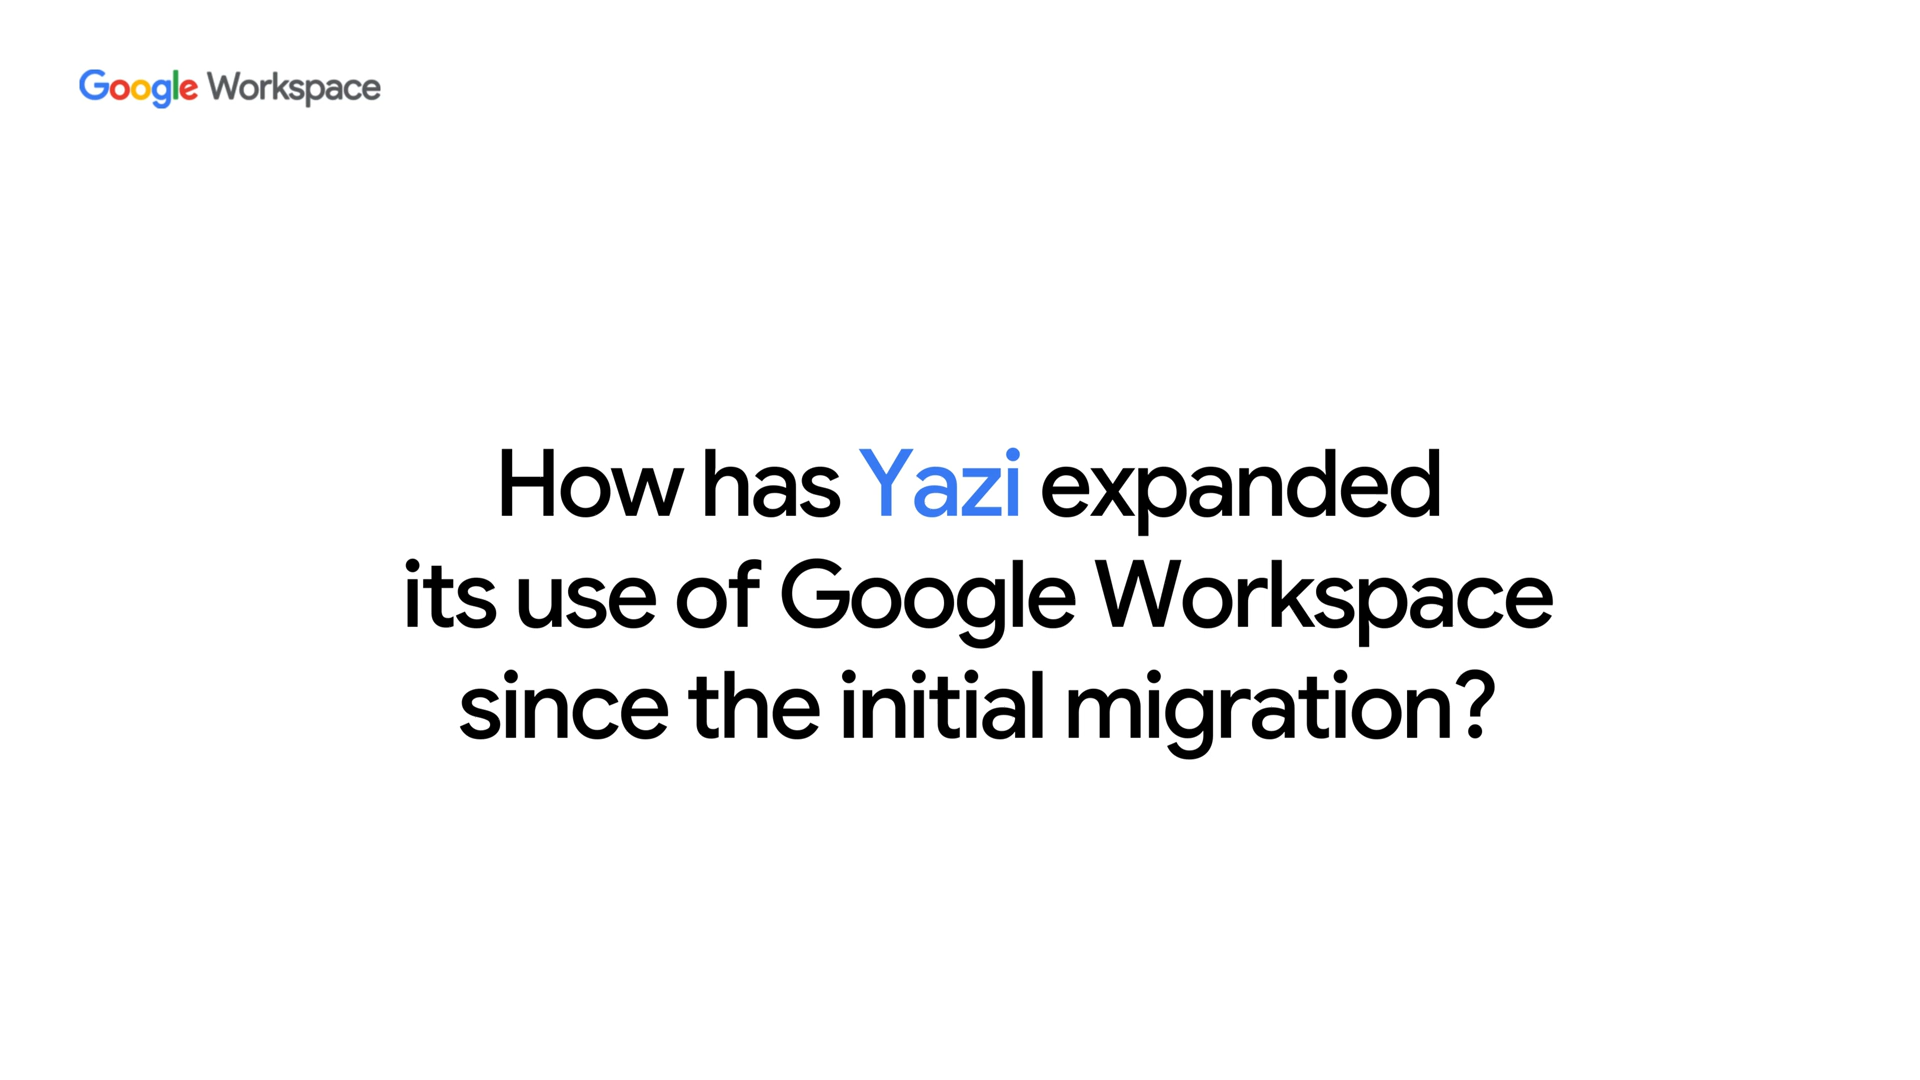 Google Workspace
How has Yazi expanded
its use of Google Workspace
since the initial migration?